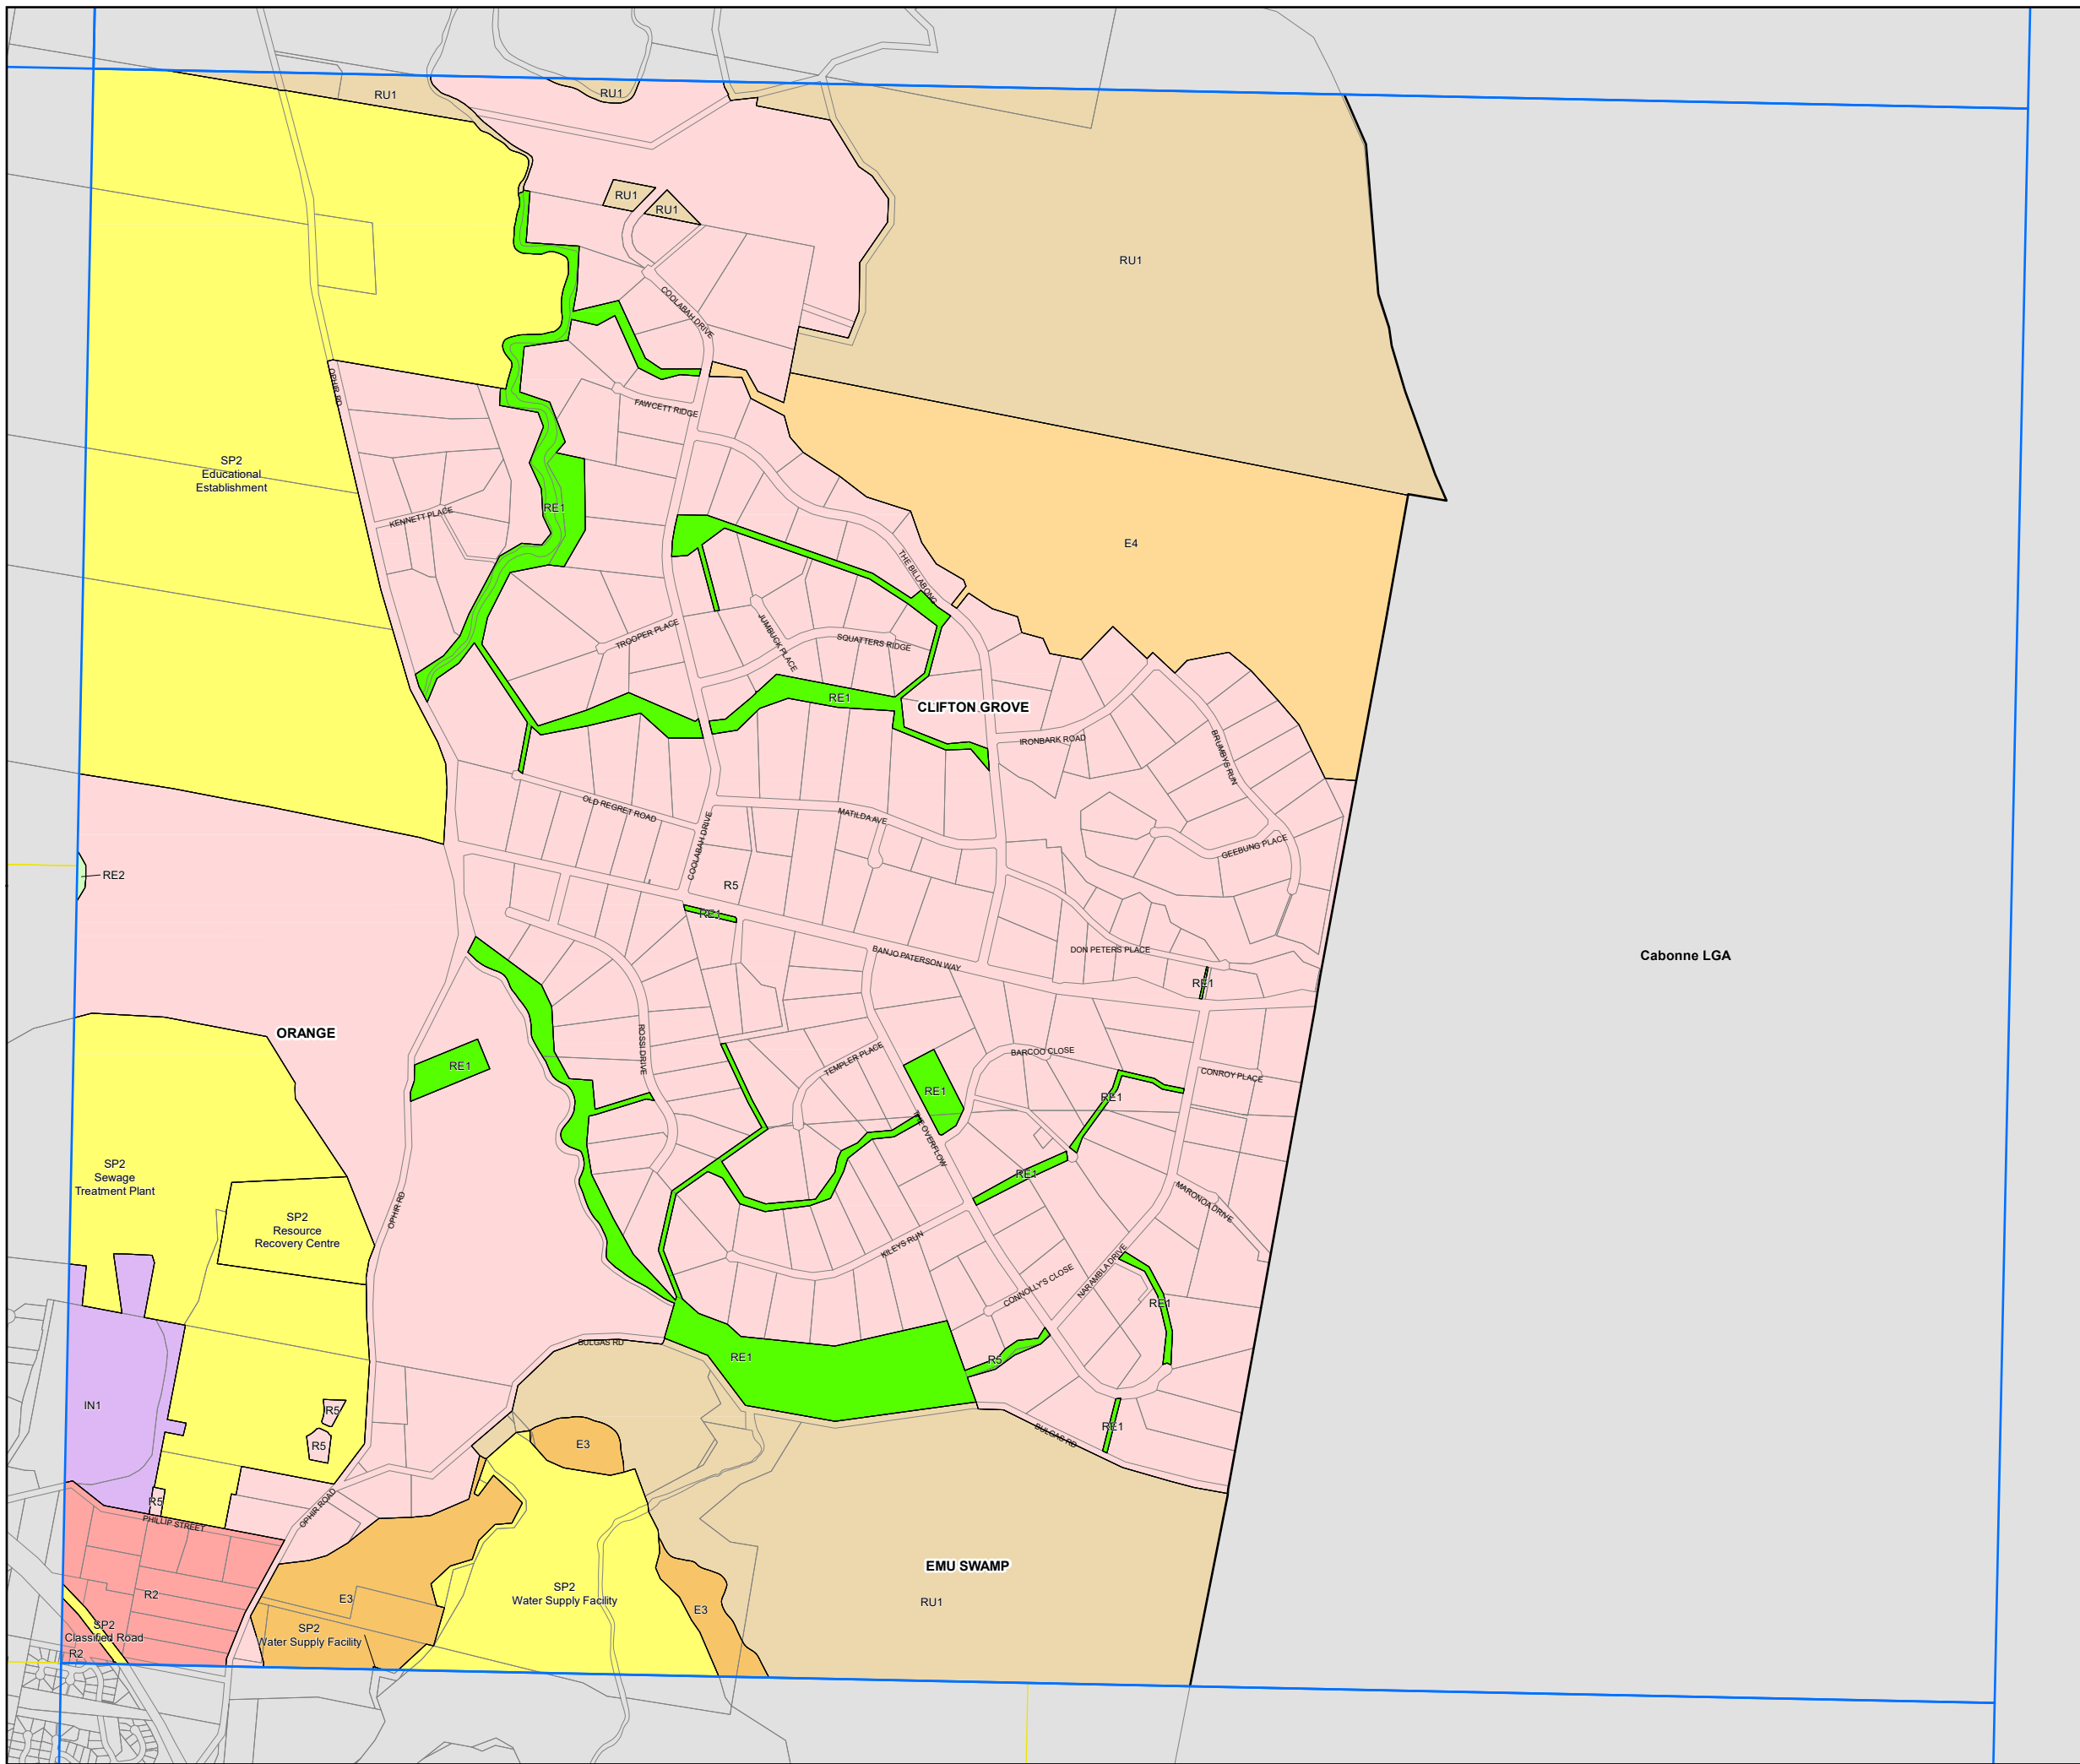 RU1
RU1
RU1
RU1
RU1
COOLABAH DRIVE
OPHIR RD
FAWCETT RIDGE
SP2
Educational
Establishment
RE1
KENNETT PLACE
E4
THE BILLABONG
TROOPER PLACE
JUMBUCK PLACE
SQUATTERS RIDGE
RE1
CLIFTON GROVE
IRONBARK ROAD
BRUMBYS RUN
OLD REGRET ROAD
COOLABAH DRIVE
MATILDA AVE
GEEBUNG PLACE
RE2
R5
RE1
BANJO PATERSON WAY
DON PETERS PLACE
Cabonne LGA
RE1
ORANGE
ROSSI DRIVE
RE1
TEMPLER PLACE
BARCOO CLOSE
RE1
RE1
CONROY PLACE
THE OVERFLOW
SP2
Sewage
Treatment Plant
RE1
OPHIR RD
MARONOA DRIVE
SP2
Resource
Recovery Centre
KILEYS RUN
NARAMBLA DRIVE
CONNOLLY'S CLOSE
RE1
BULGAS RD
RE1
R5
IN1
R5
R5
E3
RE1
BULGAS RD
R5
PHILLIP STREET
OPHIR ROAD
EMU SWAMP
R2
E3
SP2
Water Supply Facility
E3
RU1
SP2
Classified Road
SP2
Water Supply Facility
R2